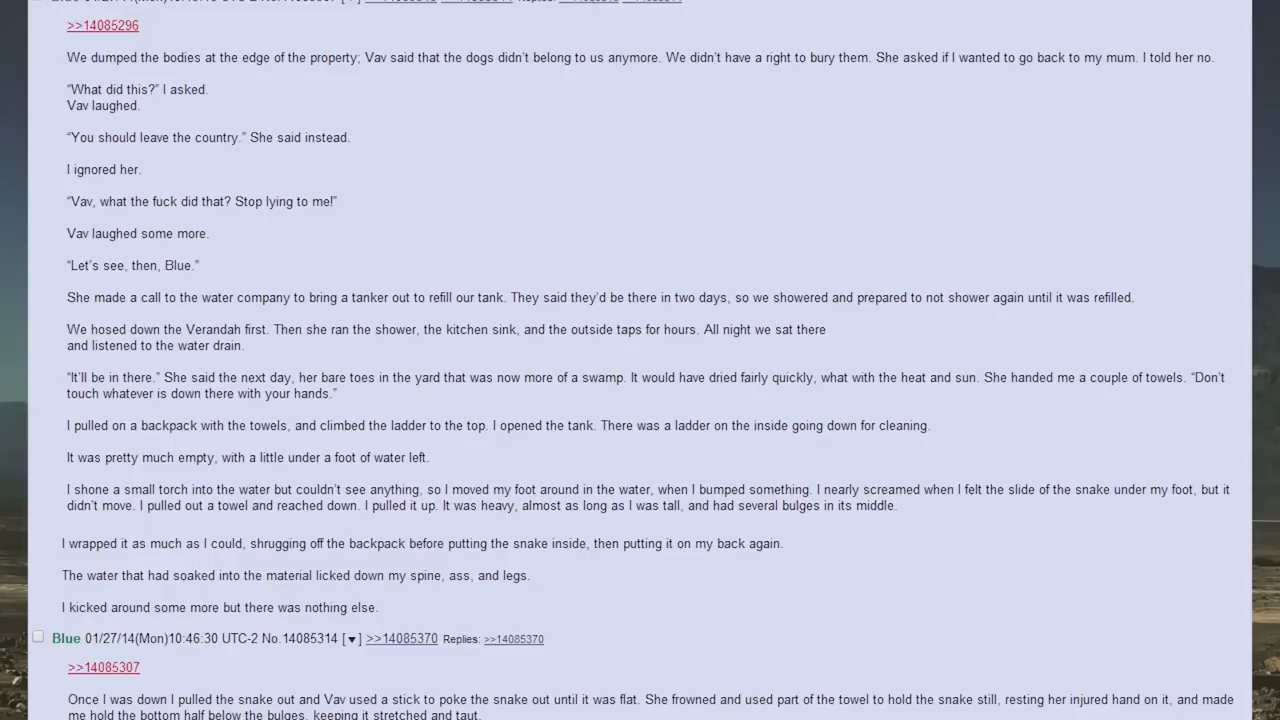 >>14085296
We dumped the bodies at the edge of the property; Vav said that the dogs didn’t belong to us anymore. We didn’t have a right to bury them. She asked if I wanted to go back to my mum. I told her no.
“What did this?” I asked.
Vav laughed.
“You should leave the country.” She said instead.
I ignored her.
“Vav, what the fuck did that? Stop lying to me!”
Vav laughed some more.
“Let’s see, then, Blue.”
She made a call to the water company to bring a tanker out to refill our tank. They said they’d be there in two days, so we showered and prepared to not shower again until it was refilled.
We hosed down the Verandah first. Then she ran the shower, the kitchen sink, and the outside taps for hours. All night we sat there
and listened to the water drain.
“It’ll be in there.” She said the next day, her bare toes in the yard that was now more of a swamp. It would have dried fairly quickly, what with the heat and sun. She handed me a couple of towels. “Don’t
touch whatever is down there with your hands.”
I pulled on a backpack with the towels, and climbed the ladder to the top. I opened the tank. There was a ladder on the inside going down for cleaning.
It was pretty much empty, with a little under a foot of water left.
I shone a small torch into the water but couldn’t see anything, so I moved my foot around in the water, when I bumped something. I nearly screamed when I felt the slide of the snake under my foot, but it
didn’t move. I pulled out a towel and reached down. I pulled it up. It was heavy, almost as long as I was tall, and had several bulges in its middle.
I wrapped it as much as I could, shrugging off the backpack before putting the snake inside, then putting it on my back again.
The water that had soaked into the material licked down my spine, ass, and legs.
I kicked around some more but there was nothing else.
Blue 01/27/14(Mon)10:46:30 UTC-2 No.14085314 [▼] >>14085370 Replies: >>14085370
>>14085307
Once I was down I pulled the snake out and Vav used a stick to poke the snake out until it was flat. She frowned and used part of the towel to hold the snake still, resting her injured hand on it, and made
me hold the bottom half below the bulges, keeping it stretched and taut.